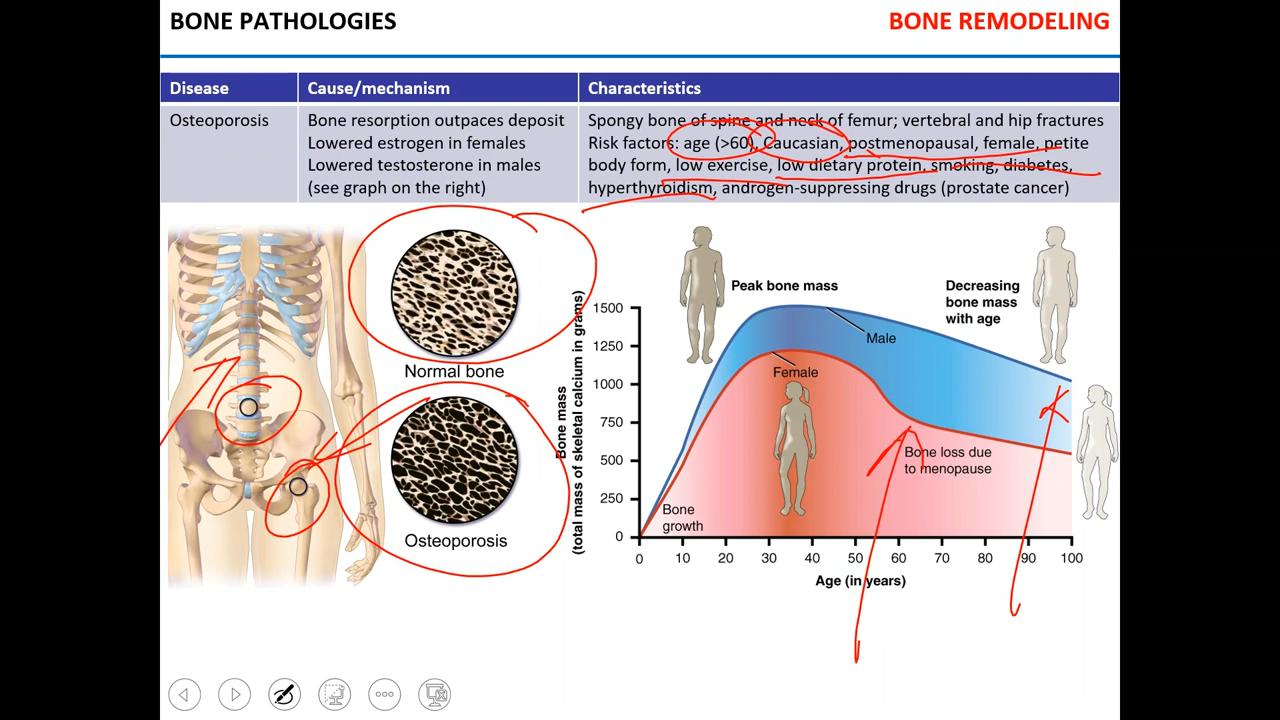 BONE PATHOLOGIES
BONE REMODELING
Disease
Cause/mechanism
Characteristics
Osteoporosis
Bone resorption outpaces deposit
Lowered estrogen in females
Lowered testosterone in males
(see graph on the right)
Spongy bone of spine and neck of femur; vertebral and hip fractures
Risk factors: age (>60), Caucasian, postmenopausal, female, petite
body form, low exercise, low dietary protein, smoking, diabetes,
hyperthyroidism, androgen-suppressing drugs (prostate cancer)
Normal bone
Osteoporosis
Bone mass
(total mass of skeletal calcium in grams)
1500
1250
1000
750
500
250
0
Peak bone mass
Decreasing
bone mass
with age
Male
Female
Bone loss due
to menopause
Bone
growth
0 10 20 30 40 50 60 70 80 90 100
Age (in years)